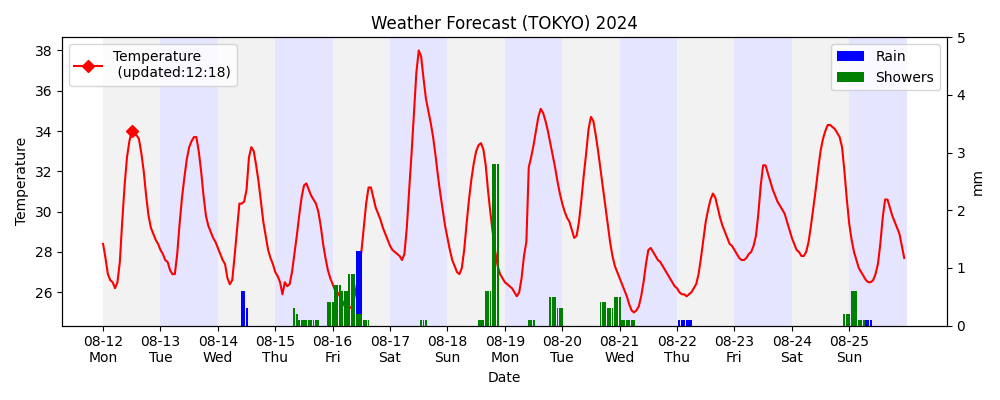 Weather Forecast (TOKYO) 2024
Temperature
(updated:12:18)
Rain
Showers
Temperature
38
36
34
32
30
28
26
5
4
3
2
1
0
mm
08-12 08-13 08-14 08-15 08-16 08-17 08-18 08-19 08-20 08-21 08-22 08-23 08-24 08-25
Mon Tue Wed Thu Fri Sat Sun Mon Tue Wed Thu Fri Sat Sun
Date